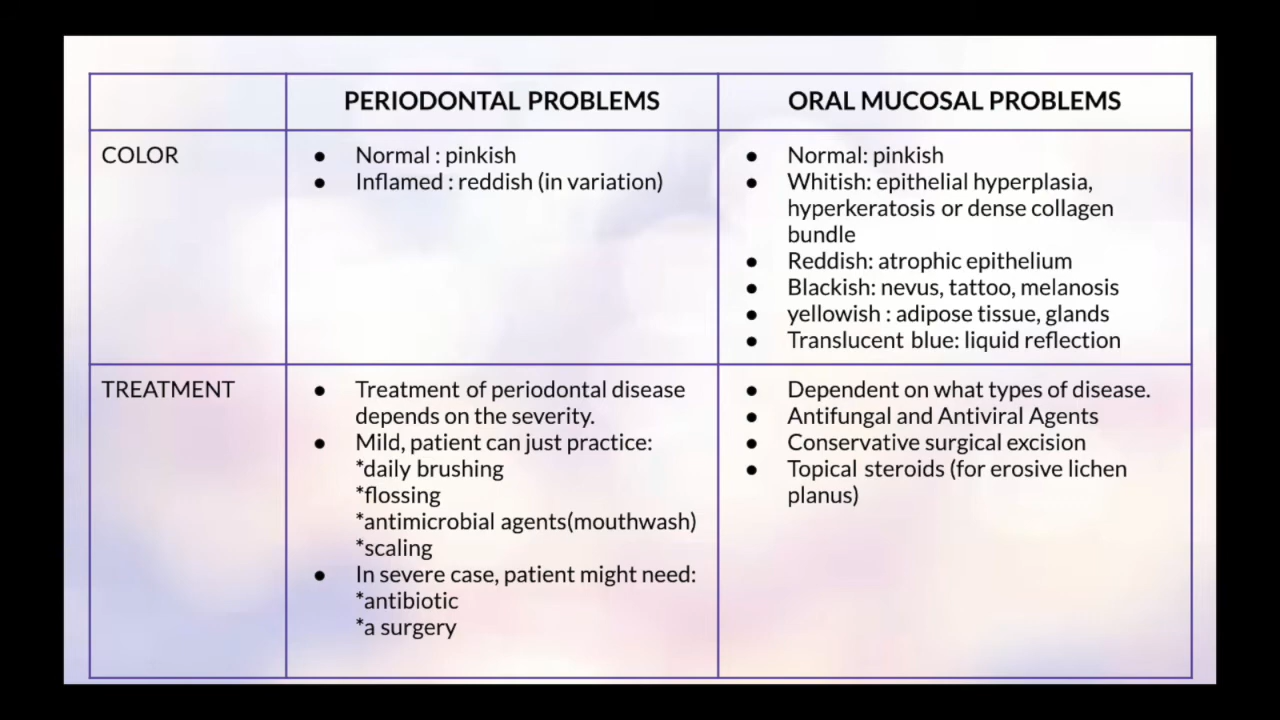 PERIODONTAL PROBLEMS
ORAL MUCOSAL PROBLEMS
COLOR
● Normal : pinkish
● Inflamed : reddish (in variation)
● Normal: pinkish
● Whitish: epithelial hyperplasia,
hyperkeratosis or dense collagen
bundle
● Reddish: atrophic epithelium
● Blackish: nevus, tattoo, melanosis
● yellowish : adipose tissue, glands
● Translucent blue: liquid reflection
TREATMENT
● Treatment of periodontal disease
depends on the severity.
● Mild, patient can just practice:
*daily brushing
*flossing
*antimicrobial agents(mouthwash)
*scaling
● In severe case, patient might need:
*antibiotic
*a surgery
● Dependent on what types of disease.
● Antifungal and Antiviral Agents
● Conservative surgical excision
● Topical steroids (for erosive lichen
planus)